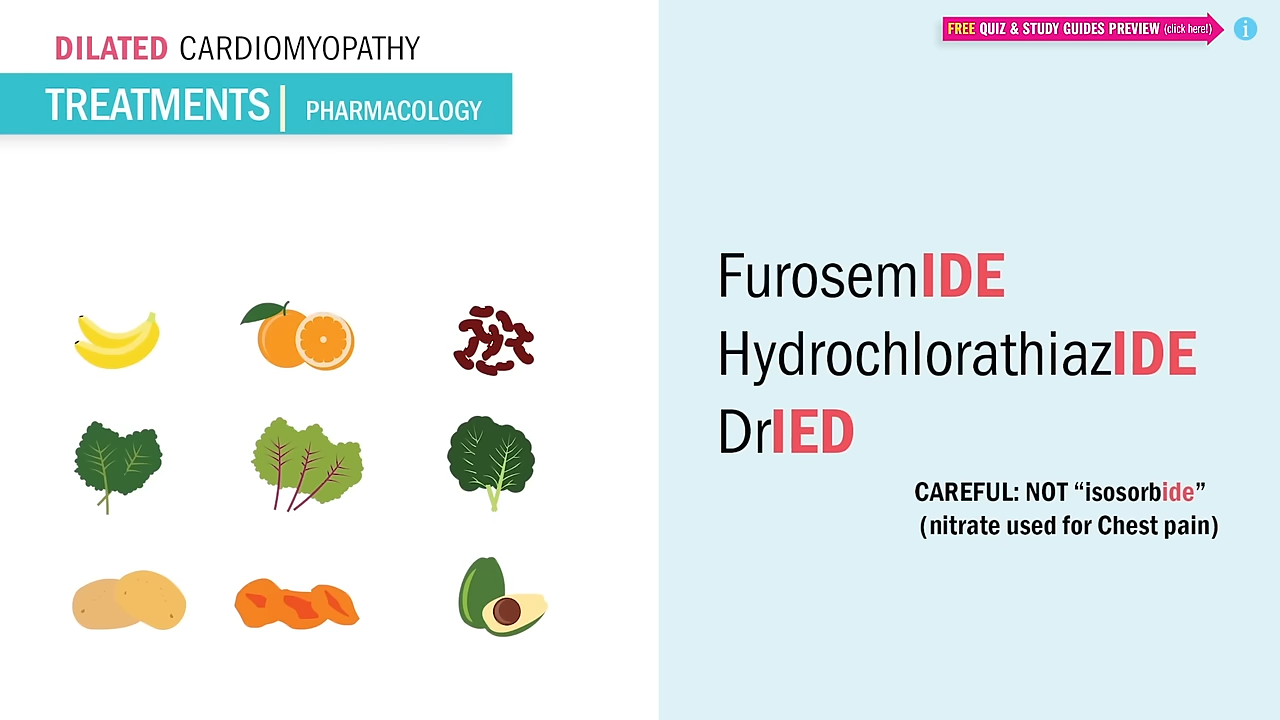 DILATED CARDIOMYOPATHY
TREATMENTS | PHARMACOLOGY
FREE QUIZ & STUDY GUIDES PREVIEW (click here!)
i
FurosemIDE
HydrochlorathiazIDE
DrIED
CAREFUL: NOT “isosorbide”
(nitrate used for Chest pain)